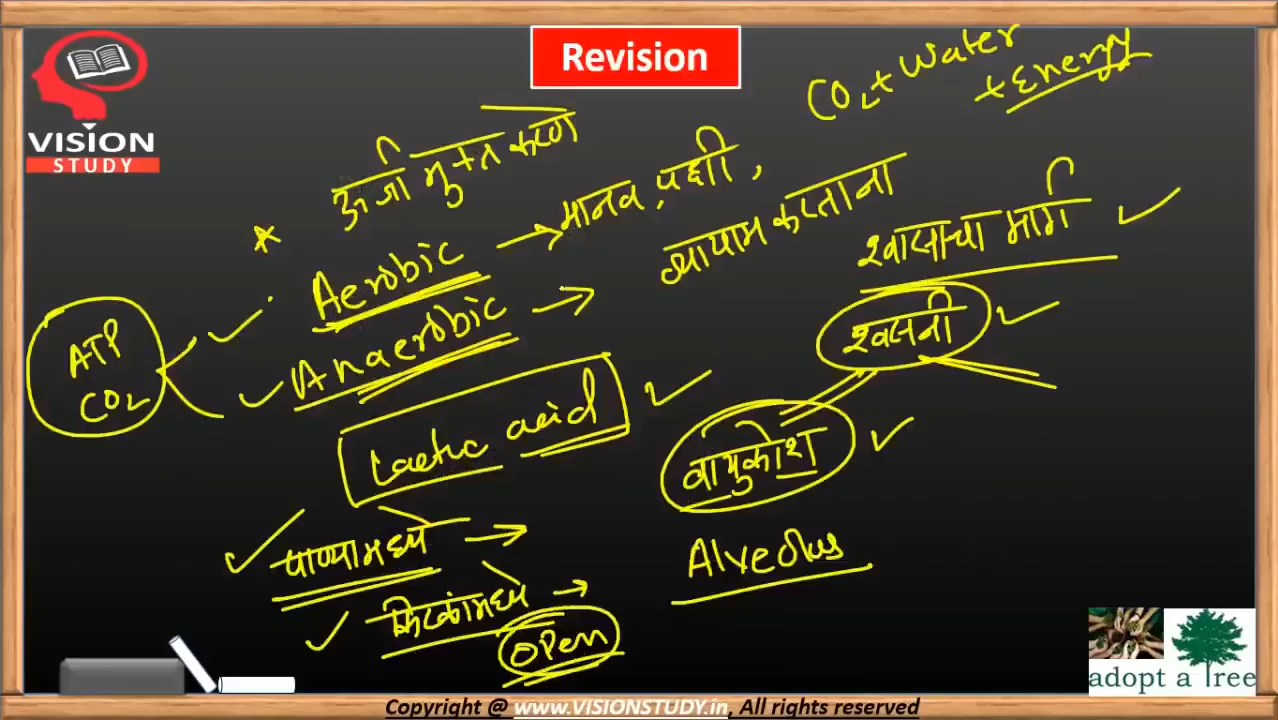 VISION
STUDY
Revision
CO2 + Water
+ Energy
ऊर्जा मुक्त करणे
* Aerobic → मानव, पक्षी,
Anaerobic → व्यायाम करताना
ATP
CO2
Lactic acid
श्वासाचा मार्ग
श्वसनी
वायुकोश
Alveolus
पाण्यामध्ये →
किटकांमध्ये →
open
adopt a Tree
Copyright @ www.VISIONSTUDY.in, All rights reserved